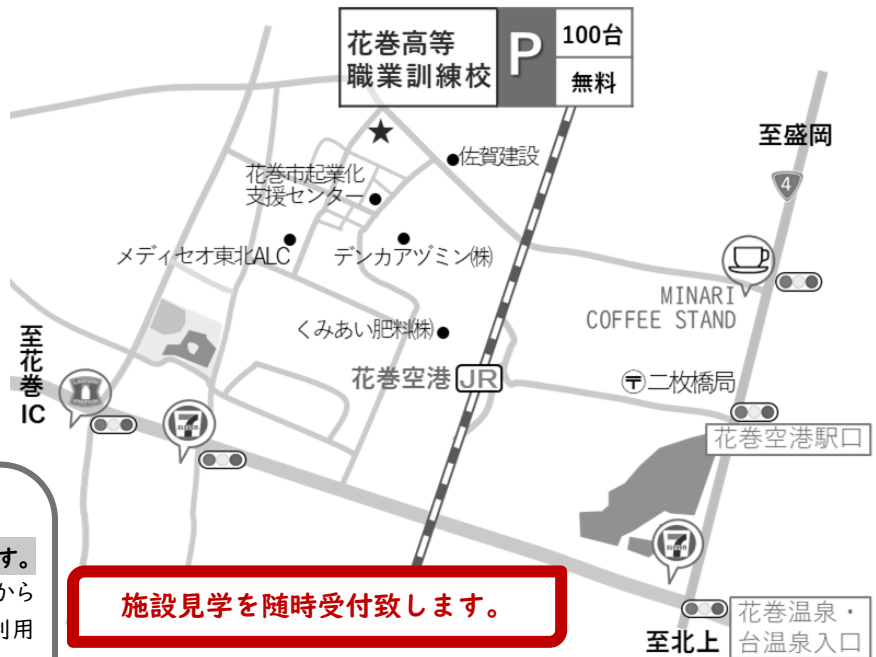 花巻高等
職業訓練校
P
100台
無料
至盛岡
4
佐賀建設
花巻市起業化
支援センター
メディセオ東北ALC
デンカアヅミン㈱
MINARI
COFFEE STAND
くみあい肥料㈱
至花巻
IC
花巻空港 JR
〒二枚橋局
花巻空港駅口
7
7
す。
から
利用
施設見学を随時受付致します。
花巻温泉・
台温泉入口
至北上